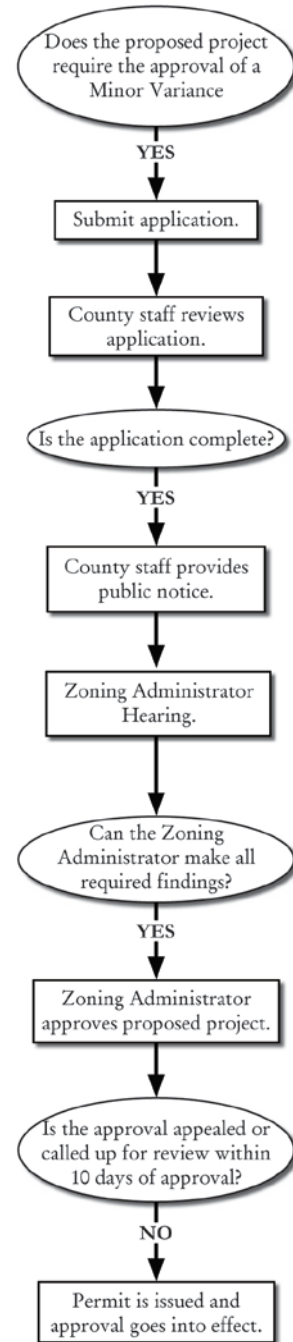 Does the proposed project
require the approval of a
Minor Variance
YES
Submit application.
County staff reviews
application.
Is the application complete?
YES
County staff provides
public notice.
Zoning Administrator
Hearing.
Can the Zoning
Administrator make all
required findings?
YES
Zoning Administrator
approves proposed project.
Is the approval appealed or
called up for review within
10 days of approval?
NO
Permit is issued and
approval goes into effect.